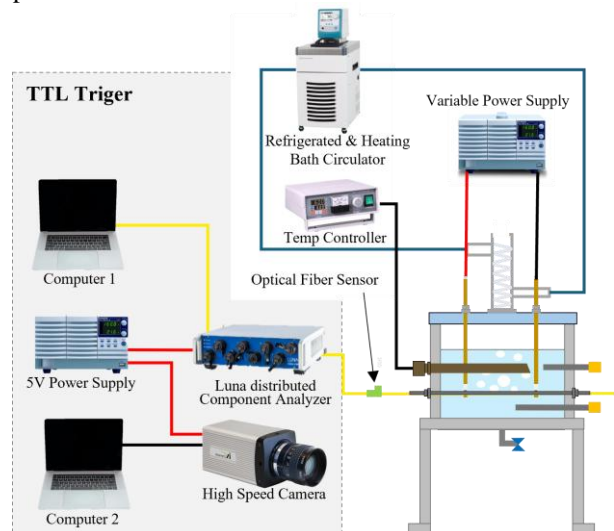 TTL Triger
Refrigerated & Heating
Bath Circulator
Variable Power Supply
Temp Controller
Computer 1
Optical Fiber Sensor
5V Power Supply
Luna distributed
Component Analyzer
High Speed Camera
Computer 2